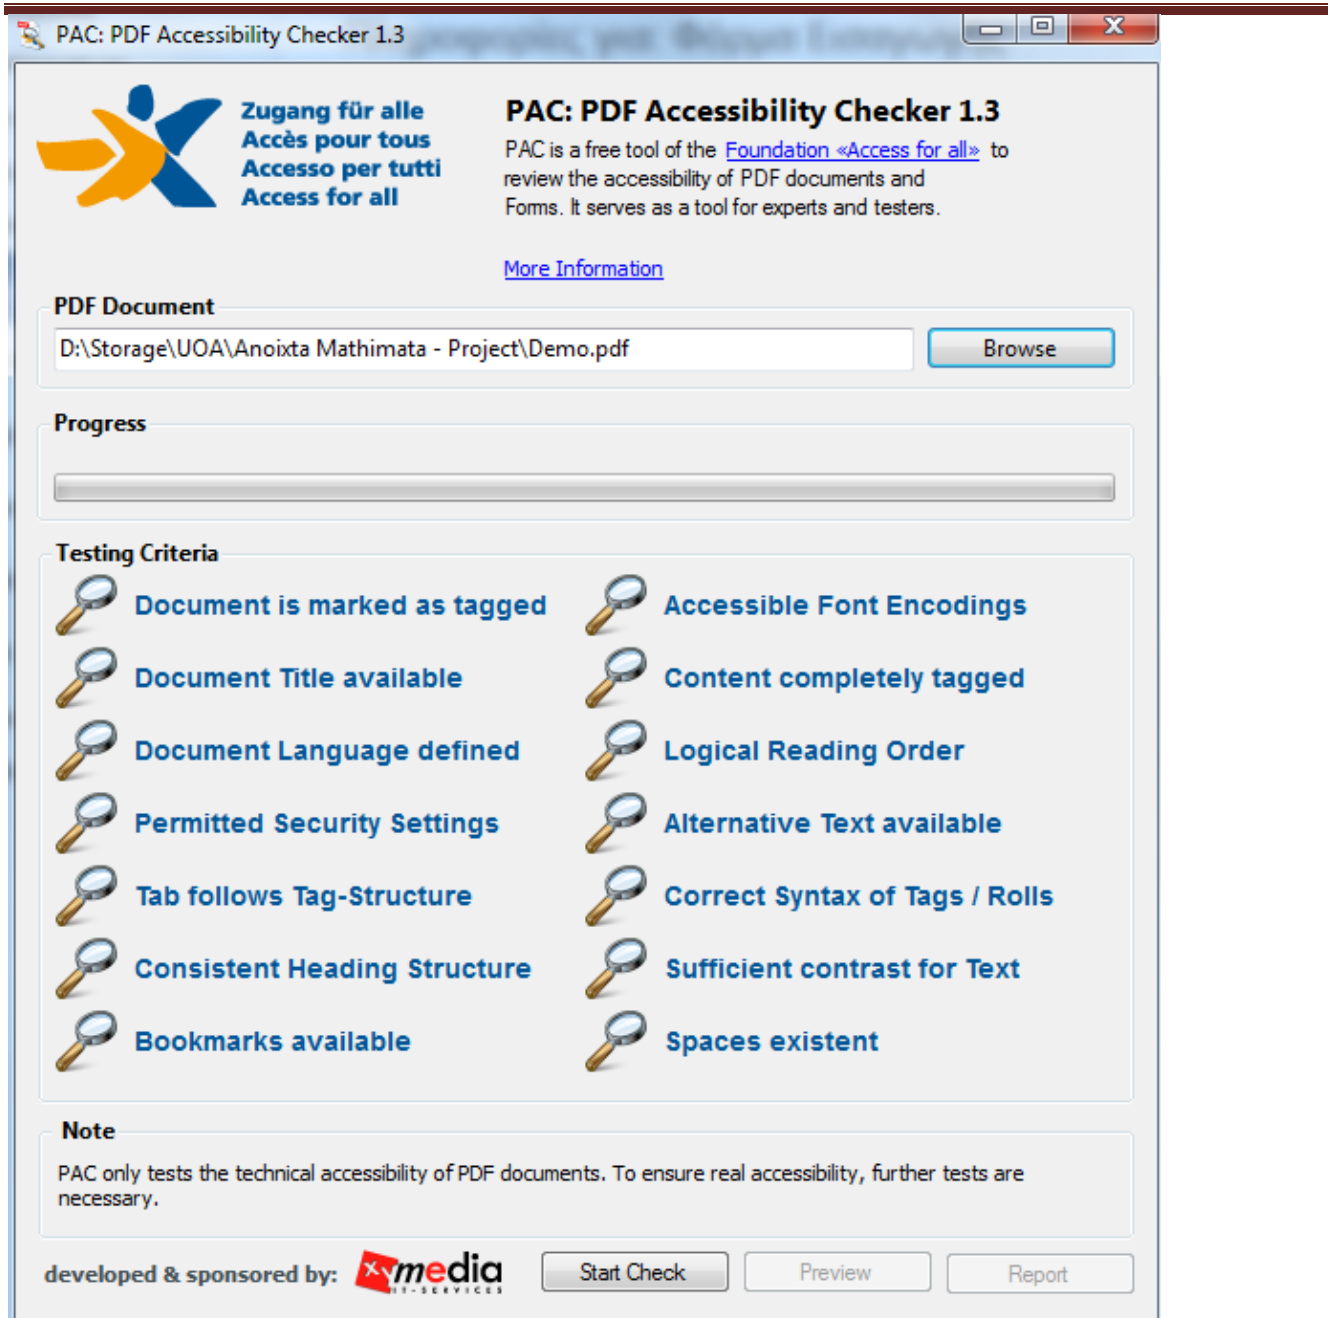 PAC: PDF Accessibility Checker 1.3
Zugang für alle
Accès pour tous
Accesso per tutti
Access for all
PAC: PDF Accessibility Checker 1.3
PAC is a free tool of the Foundation «Access for all» to
review the accessibility of PDF documents and
Forms. It serves as a tool for experts and testers.
More Information
PDF Document
D:\Storage\UOA\Anoixta Mathimata - Project\Demo.pdf
Browse
Progress
Testing Criteria
Document is marked as tagged
Accessible Font Encodings
Document Title available
Content completely tagged
Document Language defined
Logical Reading Order
Permitted Security Settings
Alternative Text available
Tab follows Tag-Structure
Correct Syntax of Tags / Rolls
Consistent Heading Structure
Sufficient contrast for Text
Bookmarks available
Spaces existent
Note
PAC only tests the technical accessibility of PDF documents. To ensure real accessibility, further tests are
necessary.
developed & sponsored by:
xymedia
IT-SERVICES
Start Check
Preview
Report